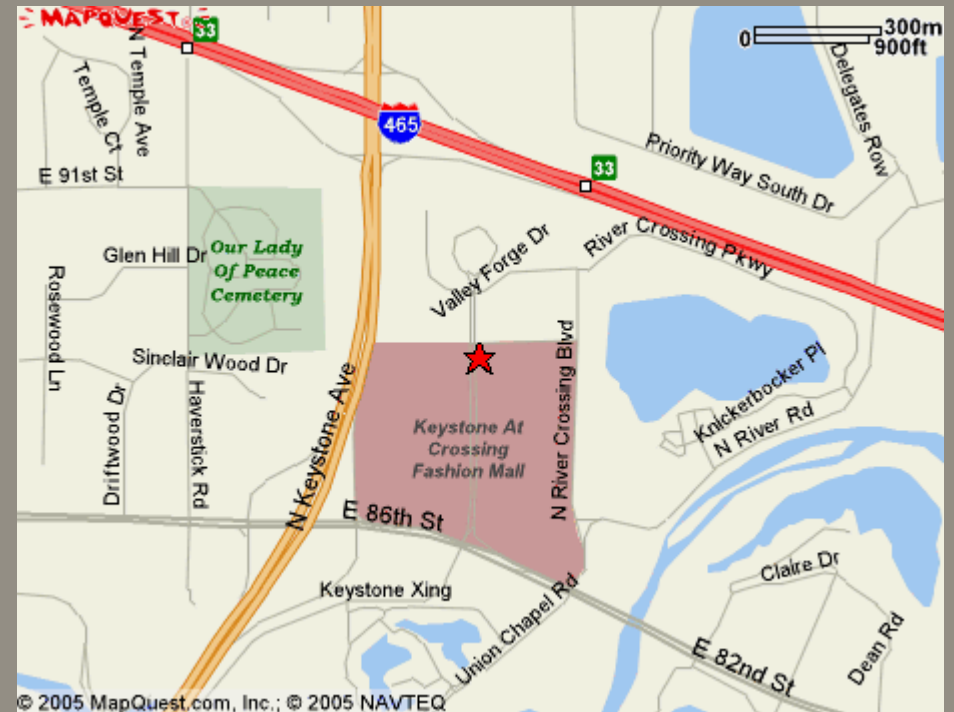 MAPQUEST
33
0
300m
900ft
N Temple Ave
Temple Ct
465
Delegates Row
Priority Way South Dr
33
E 91st St
Our Lady
Of Peace
Cemetery
Glen Hill Dr
River Crossing Pkwy
Valley Forge Dr
Rosewood Ln
Sinclair Wood Dr
Driftwood Dr
Haverstick Rd
N Keystone Ave
Keystone At
Crossing
Fashion Mall
N River Crossing Blvd
Knickerbocker Pl
N River Rd
E 86th St
Keystone Xing
Union Chapel Rd
Claire Dr
Dean Rd
E 82nd St
© 2005 MapQuest.com, Inc.; © 2005 NAVTEQ